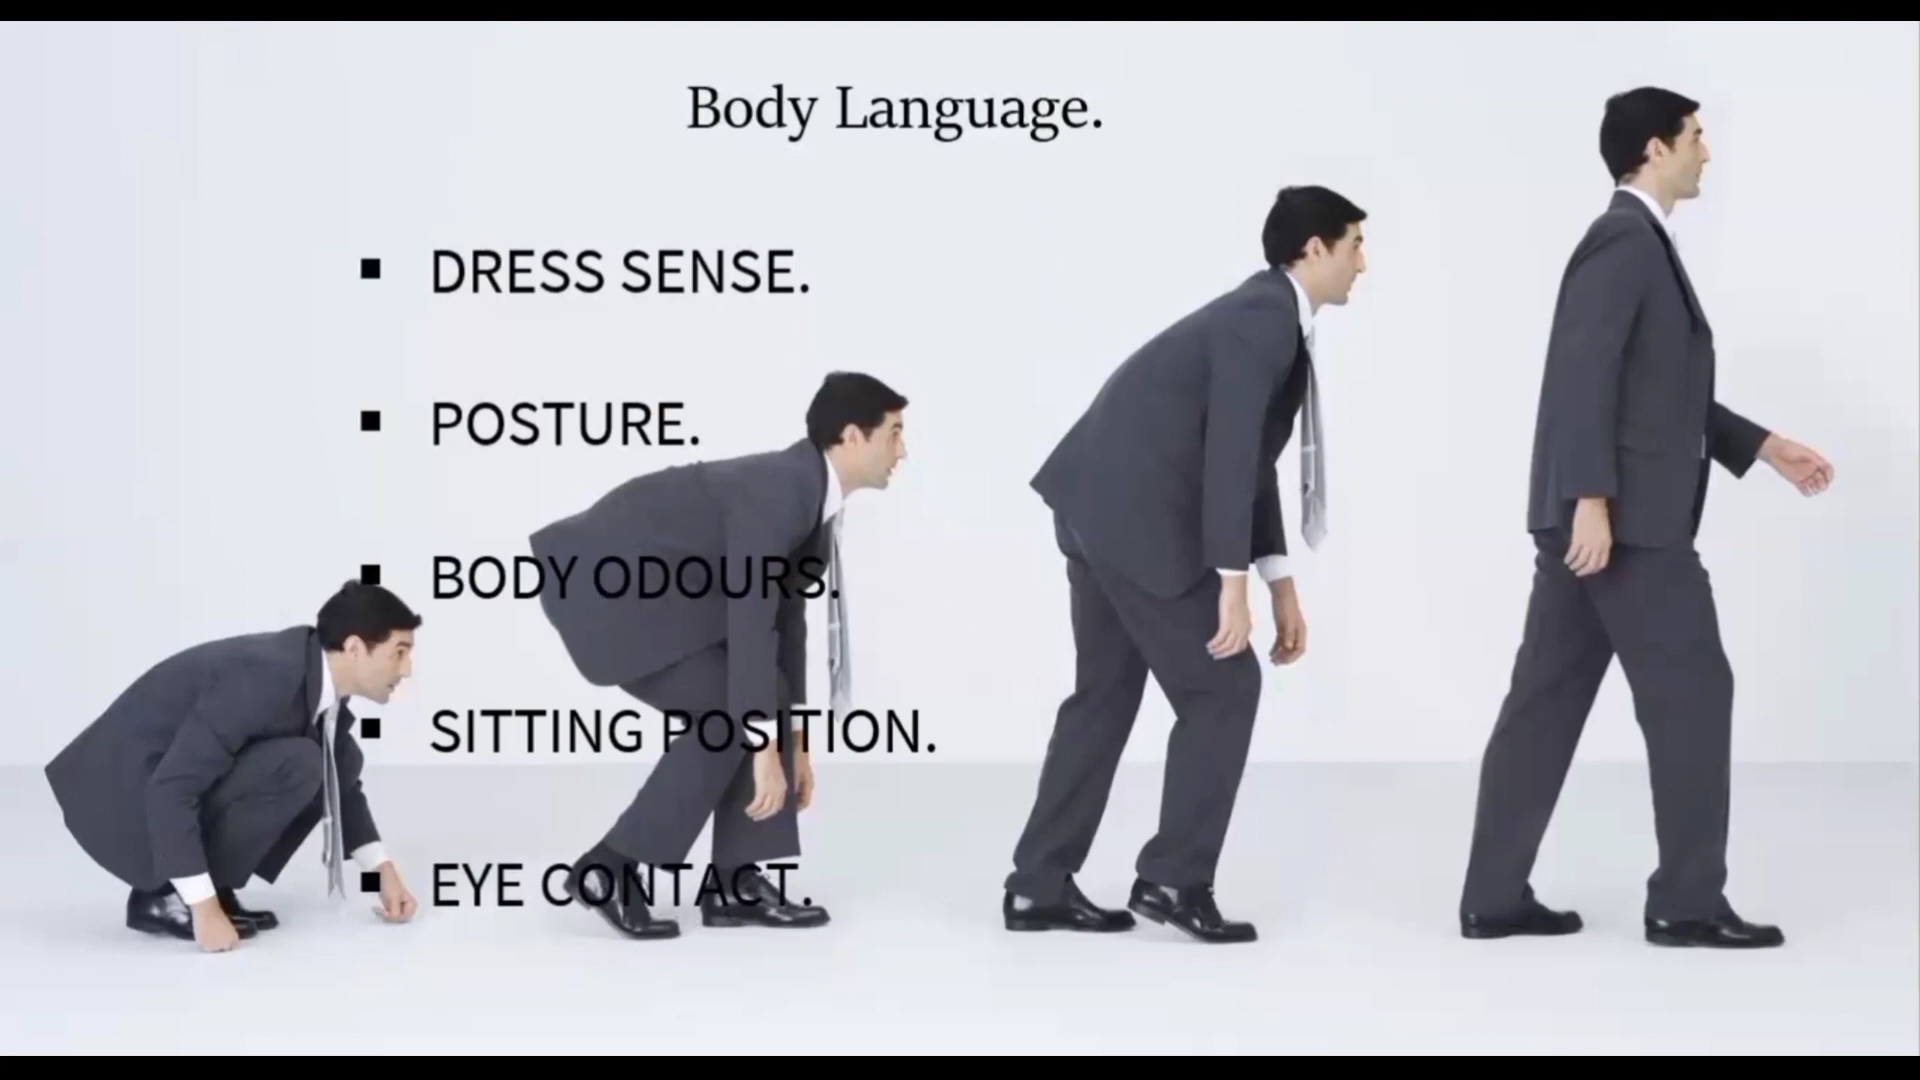 Body Language.
▪ DRESS SENSE.
▪ POSTURE.
▪ BODY ODOURS.
▪ SITTING POSITION.
▪ EYE CONTACT.